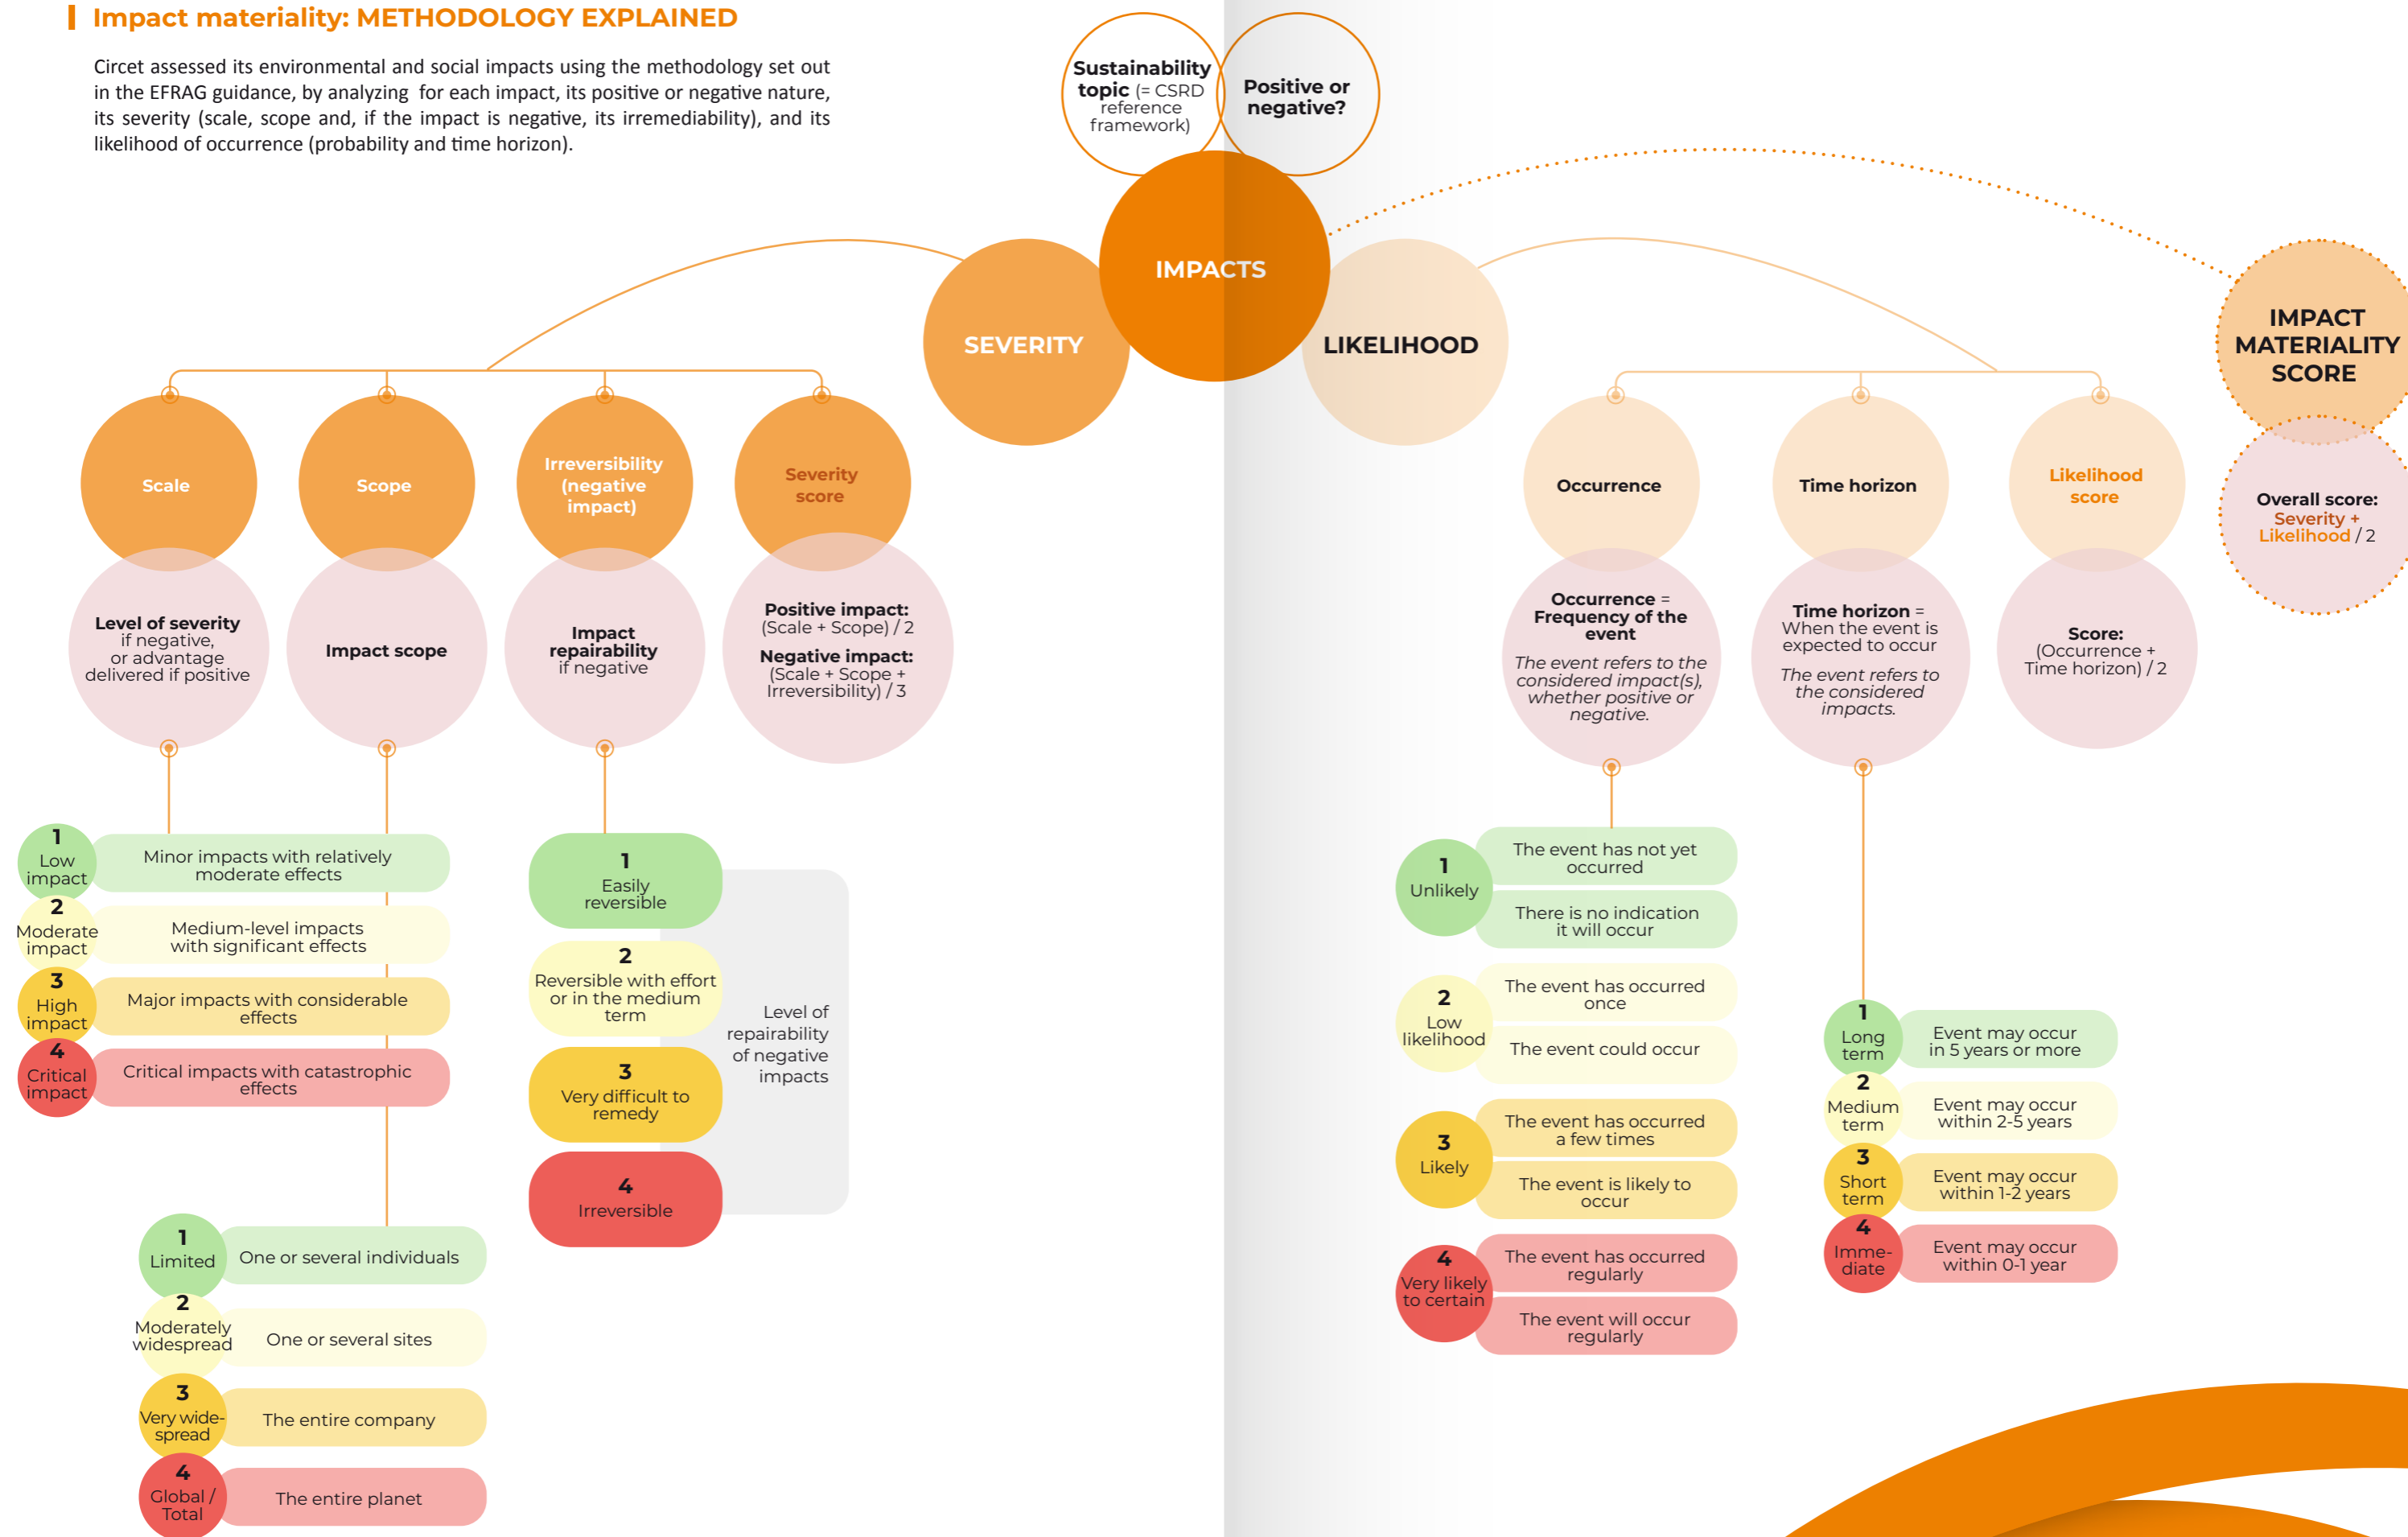 Impact materiality: METHODOLOGY EXPLAINED
Circet assessed its environmental and social impacts using the methodology set out
in the EFRAG guidance, by analyzing for each impact, its positive or negative nature,
its severity (scale, scope and, if the impact is negative, its irremediability), and its
likelihood of occurrence (probability and time horizon).
Sustainability
topic (= CSRD
reference
framework)
Positive or
negative?
IMPACTS
SEVERITY
LIKELIHOOD
IMPACT
MATERIALITY
SCORE
Overall score:
Severity +
Likelihood / 2
Scale
Scope
Irreversibility
(negative
impact)
Severity
score
Level of severity
if negative,
or advantage
delivered if positive
Impact scope
Impact
repairability
if negative
Positive impact:
(Scale + Scope) / 2
Negative impact:
(Scale + Scope +
Irreversibility) / 3
1
Low
impact
Minor impacts with relatively
moderate effects
2
Moderate
impact
Medium-level impacts
with significant effects
3
High
impact
Major impacts with considerable
effects
4
Critical
impact
Critical impacts with catastrophic
effects
1
Limited
One or several individuals
2
Moderately
widespread
One or several sites
3
Very wide-
spread
The entire company
4
Global /
Total
The entire planet
1
Easily
reversible
2
Reversible with effort
or in the medium
term
3
Very difficult to
remedy
4
Irreversible
Level of
repairability
of negative
impacts
Occurrence
Time horizon
Likelihood
score
Occurrence =
Frequency of the
event
The event refers to the
considered impact(s),
whether positive or
negative.
Time horizon =
When the event is
expected to occur
The event refers to
the considered
impacts.
Score:
(Occurrence +
Time horizon) / 2
1
Unlikely
The event has not yet
occurred
There is no indication
it will occur
2
Low
likelihood
The event has occurred
once
The event could occur
3
Likely
The event has occurred
a few times
The event is likely to
occur
4
Very likely
to certain
The event has occurred
regularly
The event will occur
regularly
1
Long
term
Event may occur
in 5 years or more
2
Medium
term
Event may occur
within 2-5 years
3
Short
term
Event may occur
within 1-2 years
4
Imme-
diate
Event may occur
within 0-1 year